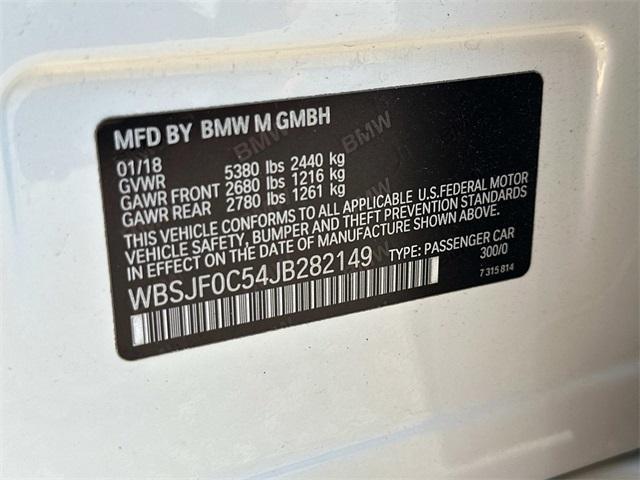 MFD BY BMW M GMBH
01/18
GVWR 5380 lbs 2440 kg
GAWR FRONT 2680 lbs 1216 kg
GAWR REAR 2780 lbs 1261 kg
THIS VEHICLE CONFORMS TO ALL APPLICABLE U.S.FEDERAL MOTOR
VEHICLE SAFETY, BUMPER AND THEFT PREVENTION STANDARDS
IN EFFECT ON THE DATE OF MANUFACTURE SHOWN ABOVE.
WBSJF0C54JB282149 TYPE: PASSENGER CAR
300/0
7 315 814